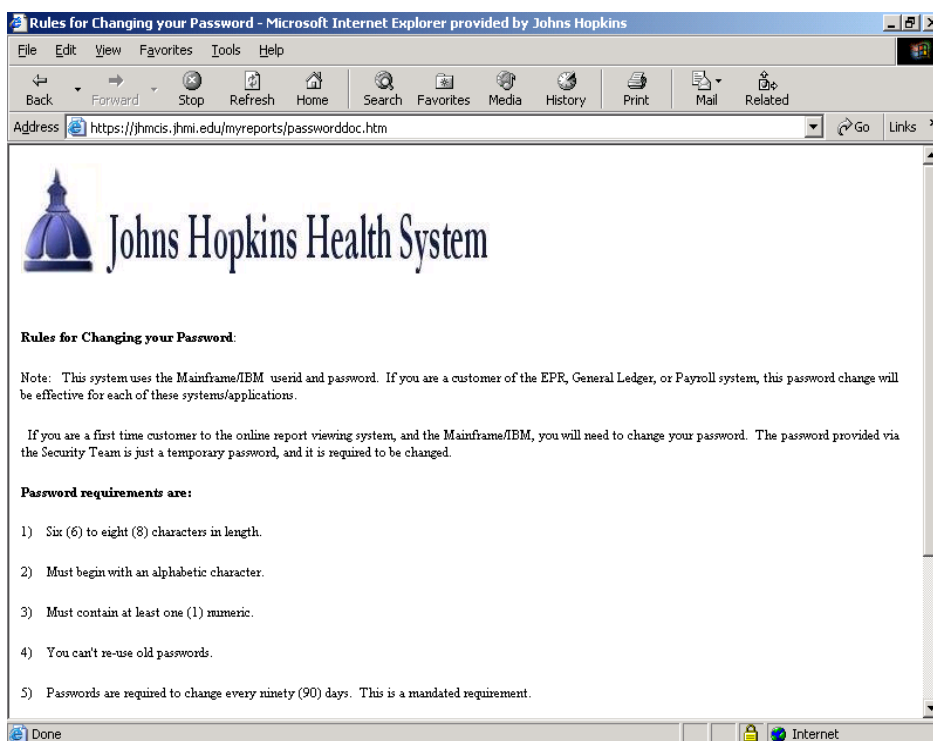 Rules for Changing your Password - Microsoft Internet Explorer provided by Johns Hopkins
File Edit View Favorites Tools Help
Back Forward Stop Refresh Home Search Favorites Media History Print Mail Related
Address https://jhmcis.jhmi.edu/myreports/passworddoc.htm Go Links
Johns Hopkins Health System
Rules for Changing your Password:
Note: This system uses the Mainframe/IBM userid and password. If you are a customer of the EPR, General Ledger, or Payroll system, this password change will
be effective for each of these systems/applications.
If you are a first time customer to the online report viewing system, and the Mainframe/IBM, you will need to change your password. The password provided via
the Security Team is just a temporary password, and it is required to be changed.
Password requirements are:
1) Six (6) to eight (8) characters in length.
2) Must begin with an alphabetic character.
3) Must contain at least one (1) numeric.
4) You can't re-use old passwords.
5) Passwords are required to change every ninety (90) days. This is a mandated requirement.
Done Internet